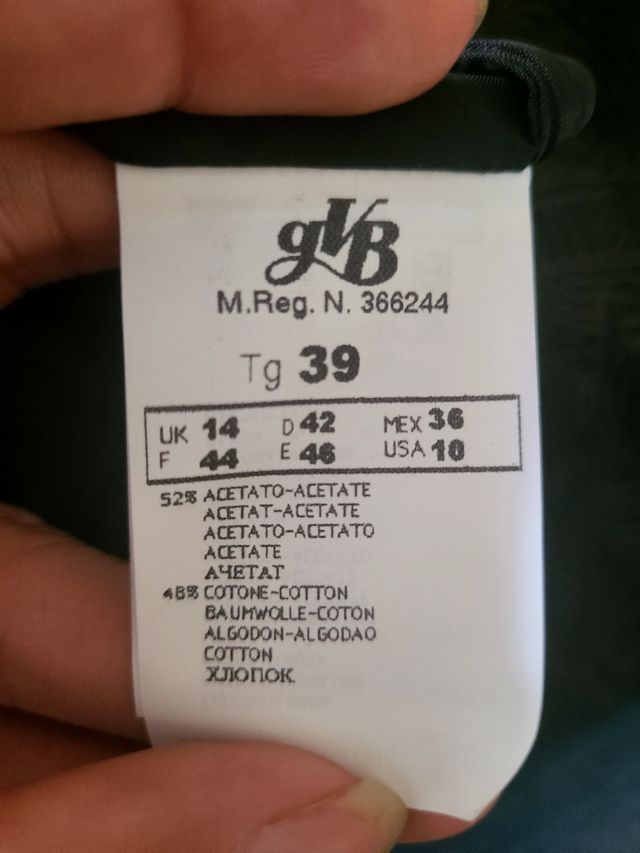 gVB
M.Reg. N. 366244
Tg 39
UK 14 D 42 MEX 36
F 44 E 46 USA 10
52% ACETATO-ACETATE
ACETAT-ACETATE
ACETATO-ACETATO
ACETATE
АЧЕТАТ
48% COTONE-COTTON
BAUMWOLLE-COTON
ALGODON-ALGODAO
COTTON
ХЛОПОК